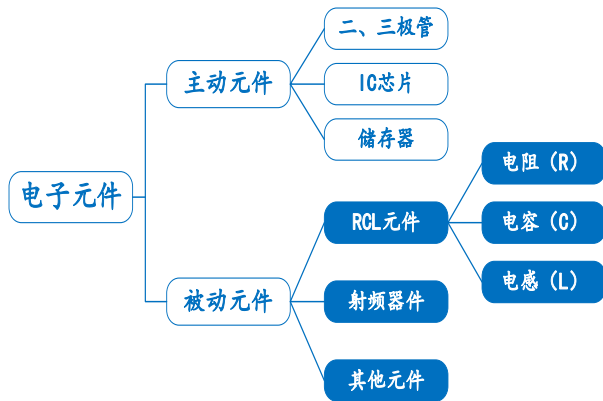 电子元件
主动元件
二、三极管
IC芯片
储存器
被动元件
RCL元件
电阻（R）
电容（C）
电感（L）
射频器件
其他元件